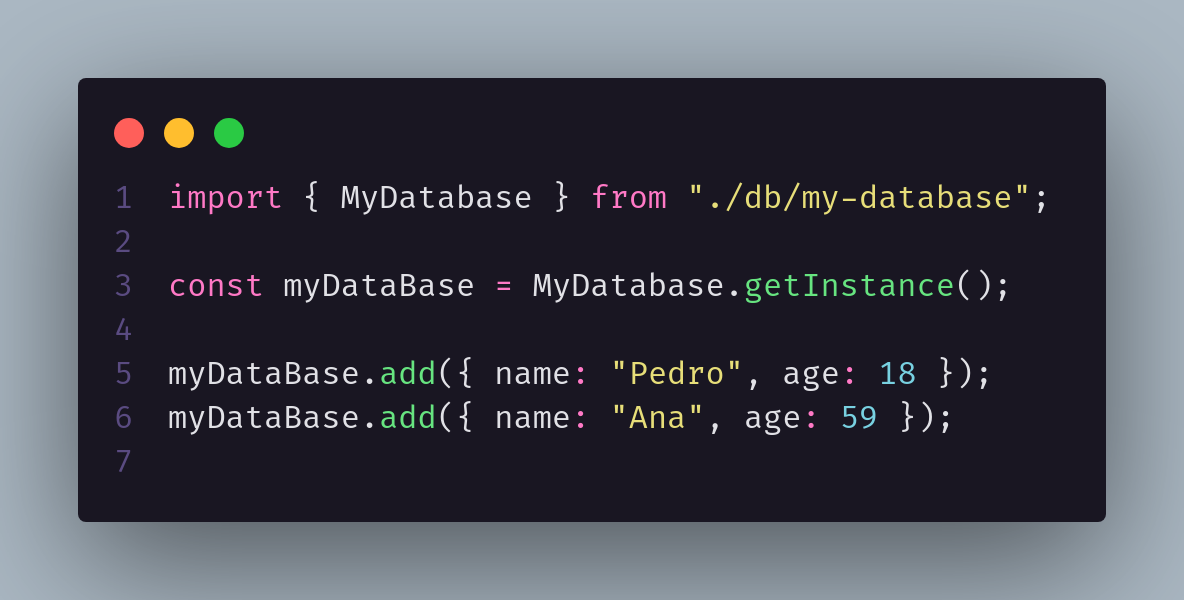 1 import { MyDatabase } from "./db/my-database";
2
3 const myDataBase = MyDatabase.getInstance();
4
5 myDataBase.add({ name: "Pedro", age: 18 });
6 myDataBase.add({ name: "Ana", age: 59 });
7